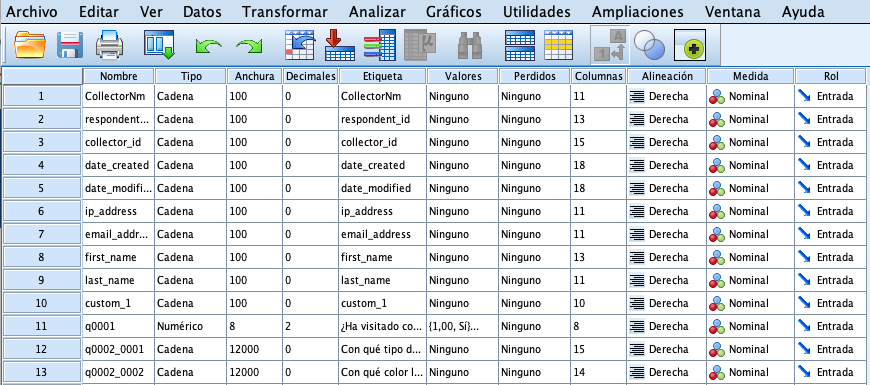 Archivo Editar Ver Datos Transformar Analizar Gráficos Utilidades Ampliaciones Ventana Ayuda
Nombre Tipo Anchura Decimales Etiqueta Valores Perdidos Columnas Alineación Medida Rol
1 CollectorNm Cadena 100 0 CollectorNm Ninguno Ninguno 11 Derecha Nominal Entrada
2 respondent... Cadena 100 0 respondent_id Ninguno Ninguno 13 Derecha Nominal Entrada
3 collector_id Cadena 100 0 collector_id Ninguno Ninguno 15 Derecha Nominal Entrada
4 date_created Cadena 100 0 date_created Ninguno Ninguno 18 Derecha Nominal Entrada
5 date_modifi... Cadena 100 0 date_modified Ninguno Ninguno 18 Derecha Nominal Entrada
6 ip_address Cadena 100 0 ip_address Ninguno Ninguno 11 Derecha Nominal Entrada
7 email_addr... Cadena 100 0 email_address Ninguno Ninguno 11 Derecha Nominal Entrada
8 first_name Cadena 100 0 first_name Ninguno Ninguno 13 Derecha Nominal Entrada
9 last_name Cadena 100 0 last_name Ninguno Ninguno 11 Derecha Nominal Entrada
10 custom_1 Cadena 100 0 custom_1 Ninguno Ninguno 10 Derecha Nominal Entrada
11 q0001 Numérico 8 2 ¿Ha visitado co... {1,00, Sí}... Ninguno 8 Derecha Nominal Entrada
12 q0002_0001 Cadena 12000 0 Con qué tipo d... Ninguno Ninguno 15 Derecha Nominal Entrada
13 q0002_0002 Cadena 12000 0 Con qué color l... Ninguno Ninguno 14 Derecha Nominal Entrada